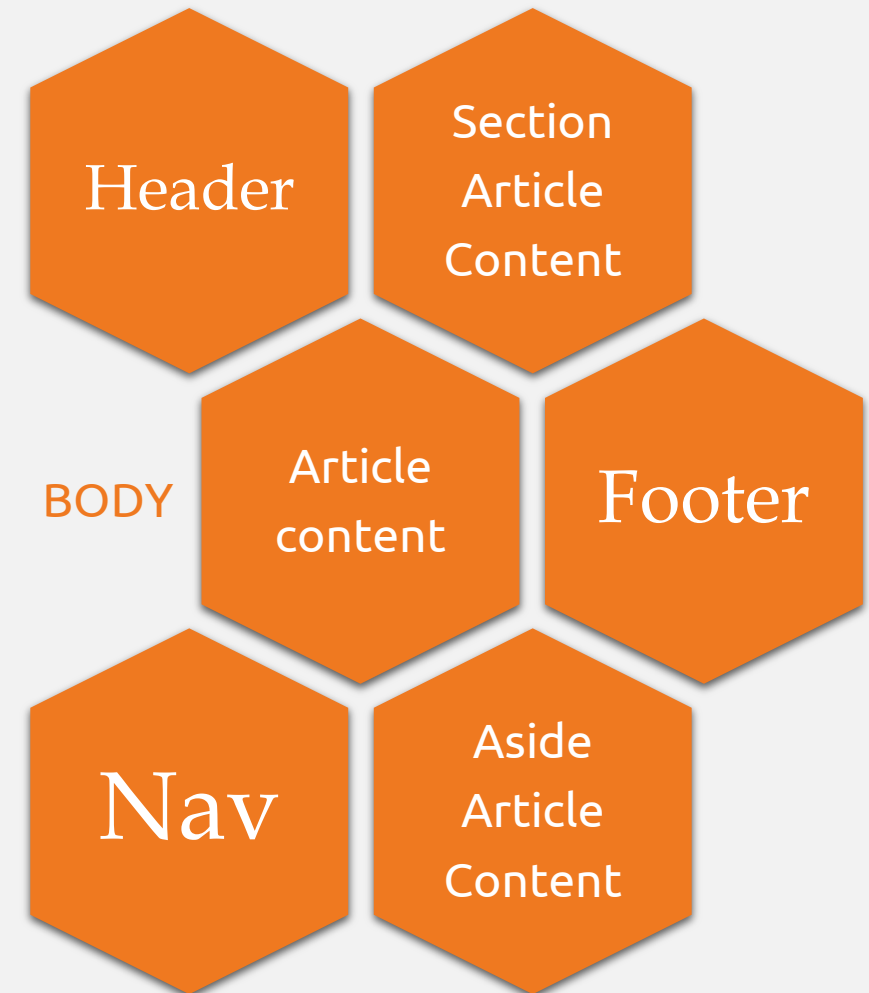 Header
Section
Article
Content
BODY
Article
content
Footer
Nav
Aside
Article
Content